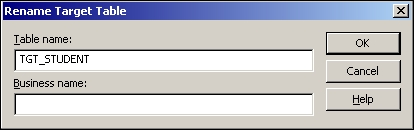 Rename Target Table
Table name:
TGT_STUDENT
Business name:
OK
Cancel
Help